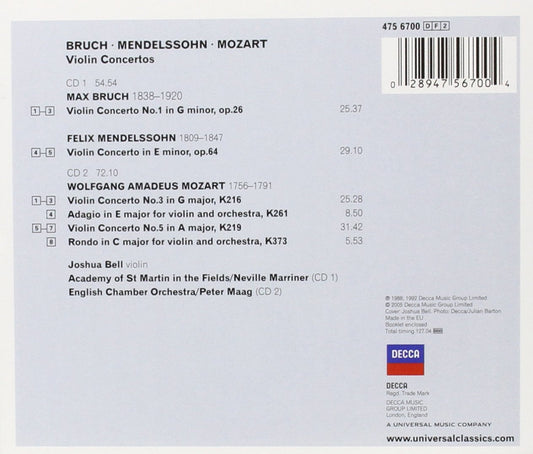 BRUCH · MENDELSSOHN · MOZART
Violin Concertos
475 6700 DF2
0 28947 56700 4
CD 1 54.54
MAX BRUCH 1838–1920
1–3 Violin Concerto No.1 in G minor, op.26 25.37
FELIX MENDELSSOHN 1809–1847
4–5 Violin Concerto in E minor, op.64 29.10
CD 2 72.10
WOLFGANG AMADEUS MOZART 1756–1791
1–3 Violin Concerto No.3 in G major, K216 25.28
4 Adagio in E major for violin and orchestra, K261 8.50
5–7 Violin Concerto No.5 in A major, K219 31.42
8 Rondo in C major for violin and orchestra, K373 5.53
Joshua Bell violin
Academy of St Martin in the Fields/Neville Marriner (CD 1)
English Chamber Orchestra/Peter Maag (CD 2)
℗ 1988, 1992 Decca Music Group Limited
© 2005 Decca Music Group Limited
Cover: Joshua Bell. Photo: Decca/Julian Barton
Made in the EU
Booklet enclosed
Total timing 127.04
DECCA
DECCA
Regd. Trade Mark
DECCA MUSIC
GROUP LIMITED
London, England
A UNIVERSAL MUSIC COMPANY
www.universalclassics.com